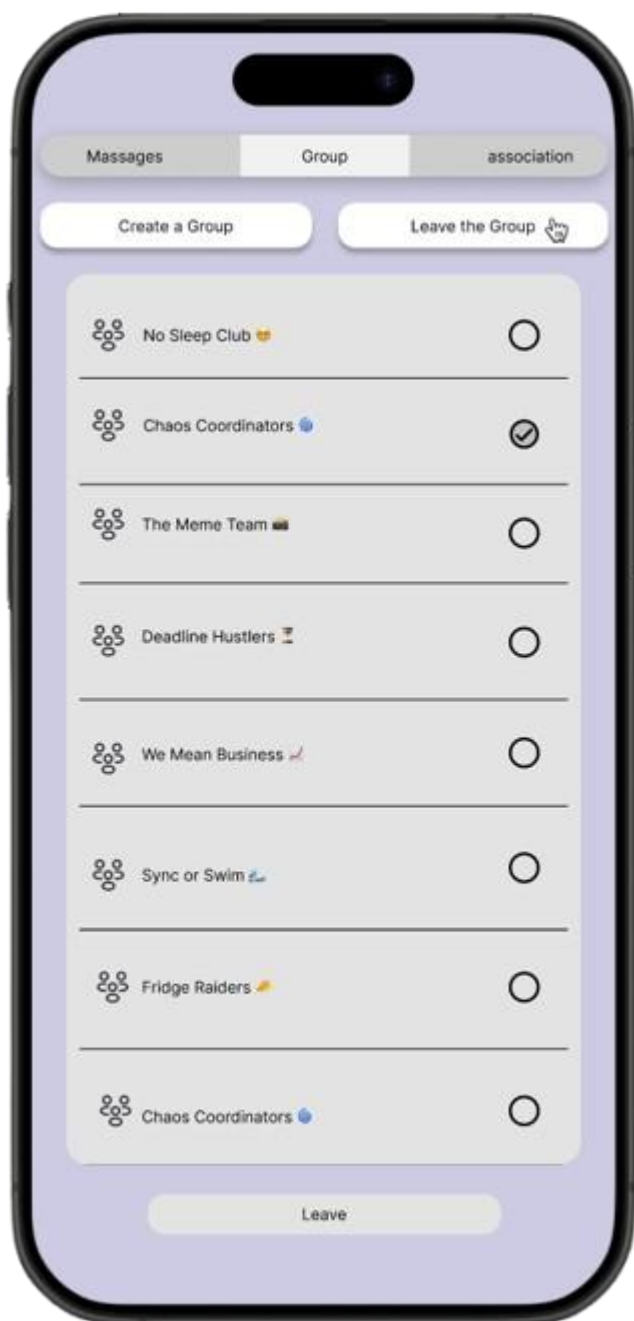 Massages Group association
Create a Group Leave the Group
No Sleep Club
Chaos Coordinators 🌀
The Meme Team 📸
Deadline Hustlers ⏳
We Mean Business 📈
Sync or Swim 🏊
Fridge Raiders 🧀
Chaos Coordinators 🌀
Leave